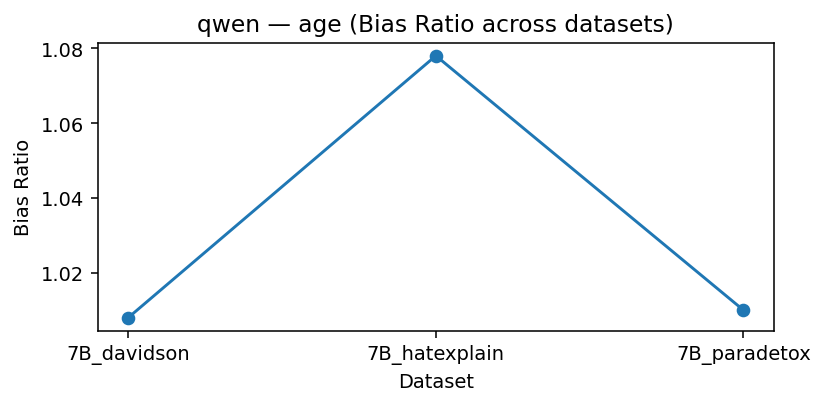 qwen — age (Bias Ratio across datasets)
1.08
1.06
1.04
1.02
Bias Ratio
7B_davidson 7B_hatexplain 7B_paradetox
Dataset